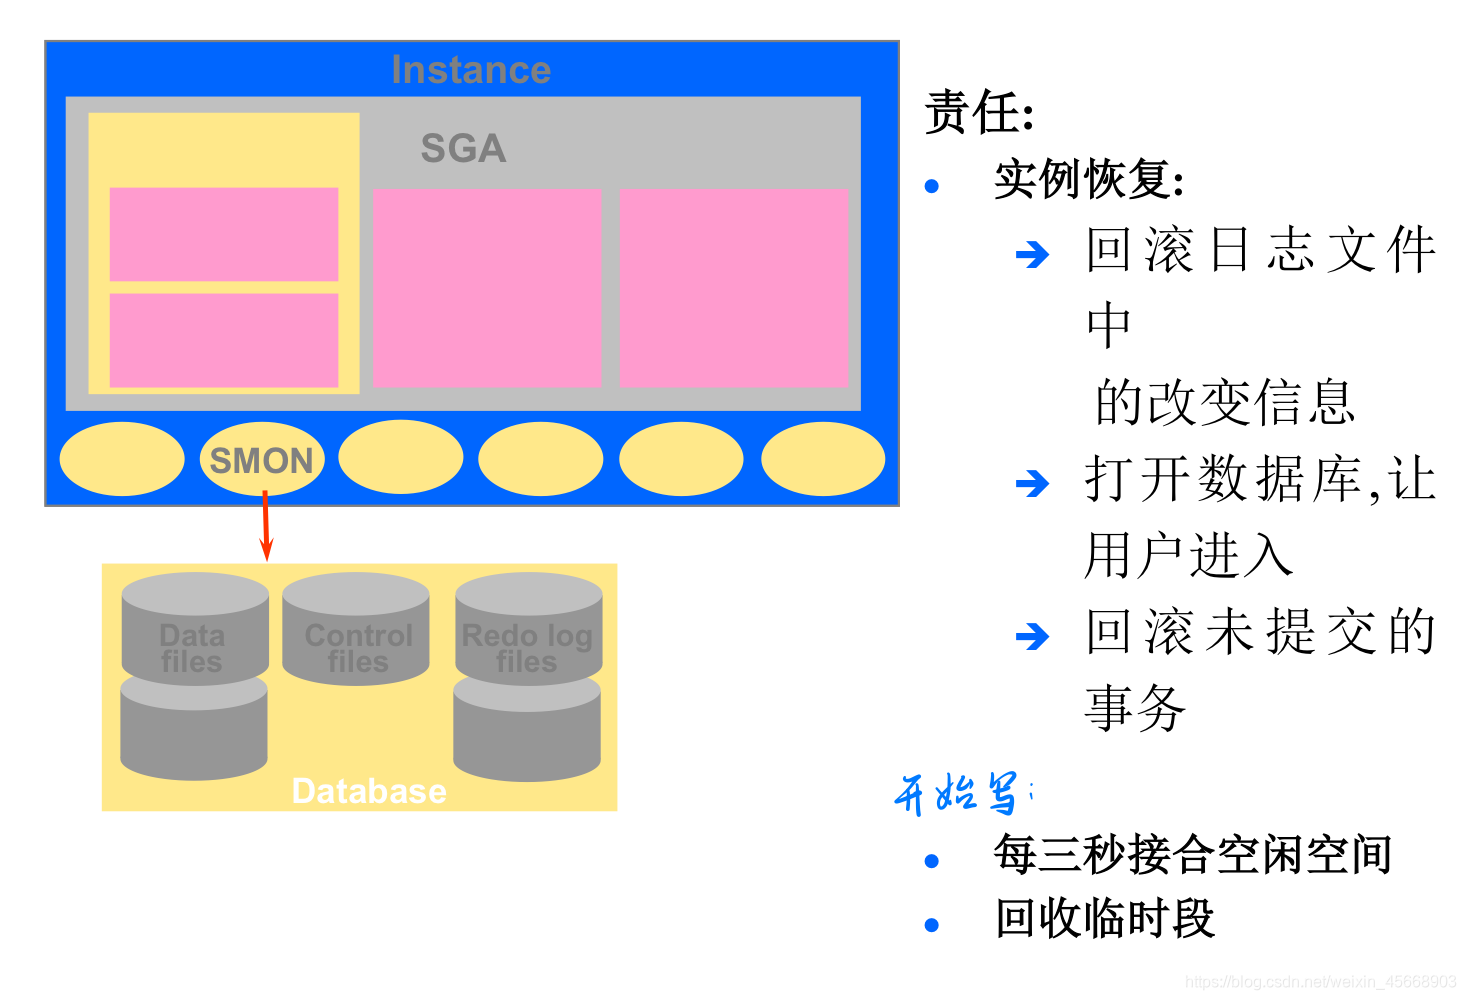 Instance
SGA
SMON
Data
files
Control
files
Redo log
files
Database
责任:
实例恢复:
回滚日志文件
中
的改变信息
打开数据库,让
用户进入
回滚未提交的
事务
开始写:
每三秒接合空闲空间
回收临时段
https://blog.csdn.net/weixin_45668903